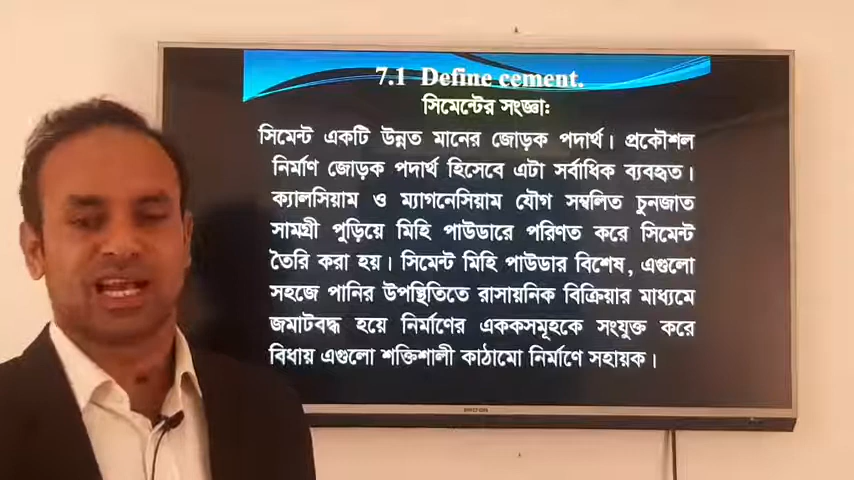 7.1 Define cement.
সিমেন্টের সংজ্ঞা:
সিমেন্ট একটি উন্নত মানের জোড়ক পদার্থ। প্রকৌশল
নির্মাণ জোড়ক পদার্থ হিসেবে এটা সর্বাধিক ব্যবহৃত।
ক্যালসিয়াম ও ম্যাগনেসিয়াম যৌগ সম্বলিত চুনজাত
সামগ্রী পুড়িয়ে মিহি পাউডারে পরিণত করে সিমেন্ট
তৈরি করা হয়। সিমেন্ট মিহি পাউডার বিশেষ, এগুলো
সহজে পানির উপস্থিতিতে রাসায়নিক বিক্রিয়ার মাধ্যমে
জমাটবদ্ধ হয়ে নির্মাণের এককসমূহকে সংযুক্ত করে
বিধায় এগুলো শক্তিশালী কাঠামো নির্মাণে সহায়ক।